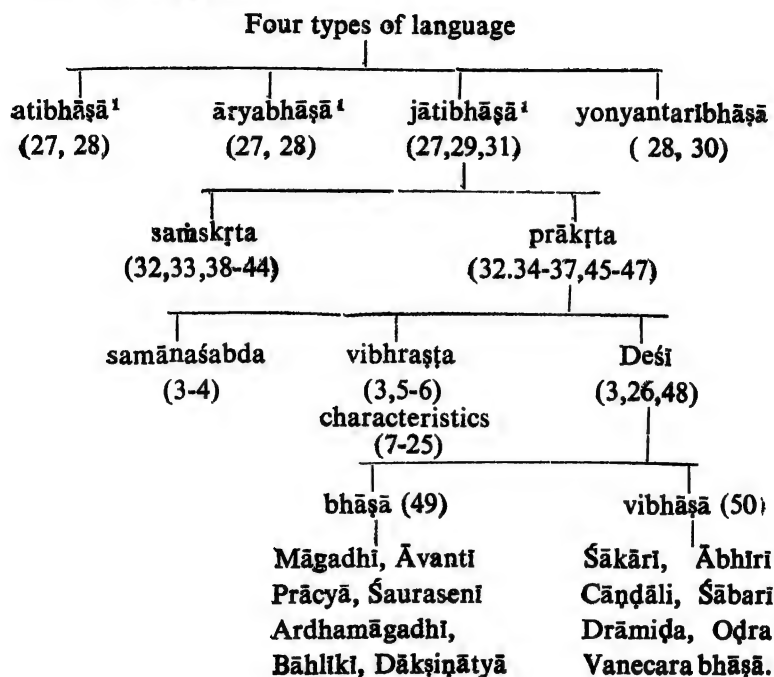 Four types of language
atibhāṣā¹ āryabhāṣā¹ jātibhāṣā¹ yonyantarībhāṣā
(27, 28) (27, 28) (27,29,31) ( 28, 30)
saṁskṛta prākṛta
(32,33,38-44) (32.34-37,45-47)
samānaśabda vibhraṣṭa Deśī
(3-4) (3,5-6) (3,26,48)
characteristics
(7-25)
bhāṣā (49) vibhāṣā (50)
Māgadhī, Āvantī Śākārī, Ābhīrī
Prācyā, Śaurasenī Cāṇḍāli, Śābarī
Ardhamāgadhī, Drāmiḍa, Oḍra
Bāhlīkī, Dākṣiṇātyā Vanecara bhāṣā.